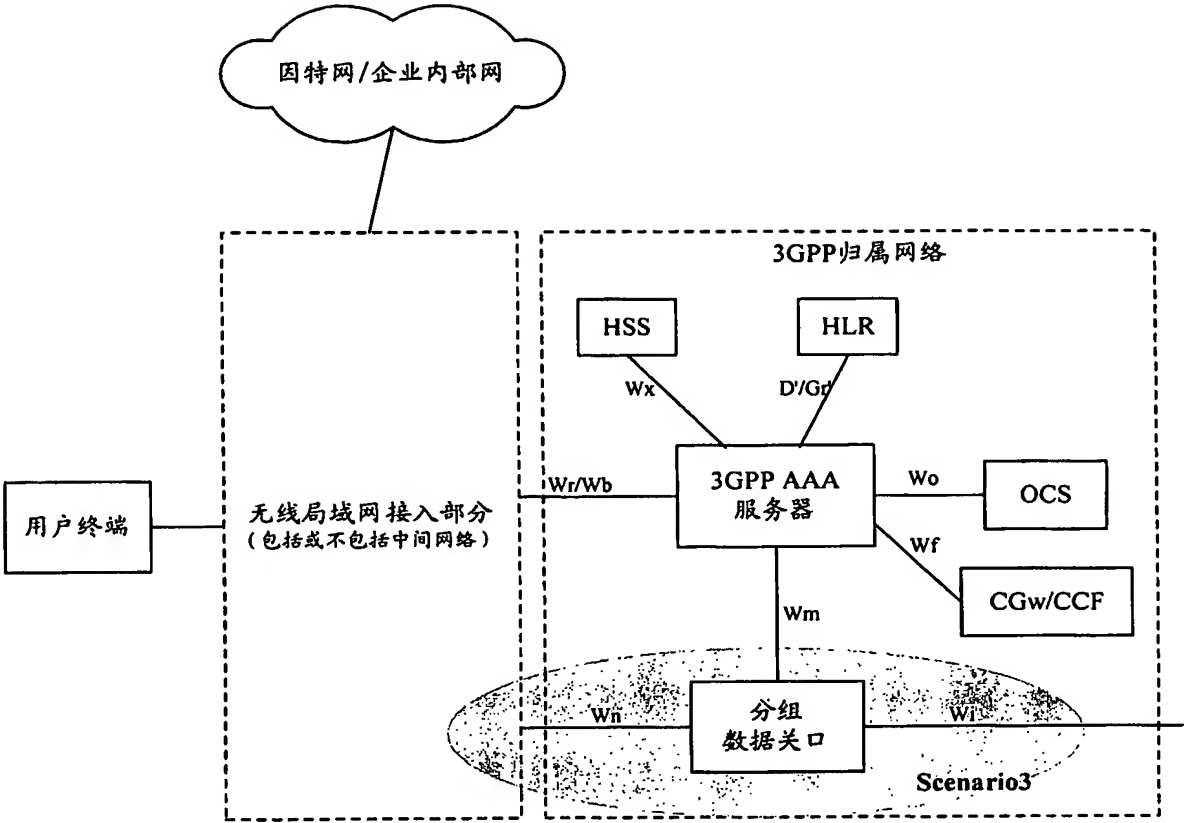 因特网/企业内部网
3GPP归属网络
HSS
HLR
Wx
D'/Gr'
用户终端
无线局域网接入部分
(包括或不包括中间网络)
Wr/Wb
3GPP AAA
服务器
Wo
OCS
Wf
CGw/CCF
Wm
Wn
分组
数据关口
Wi
Scenario3